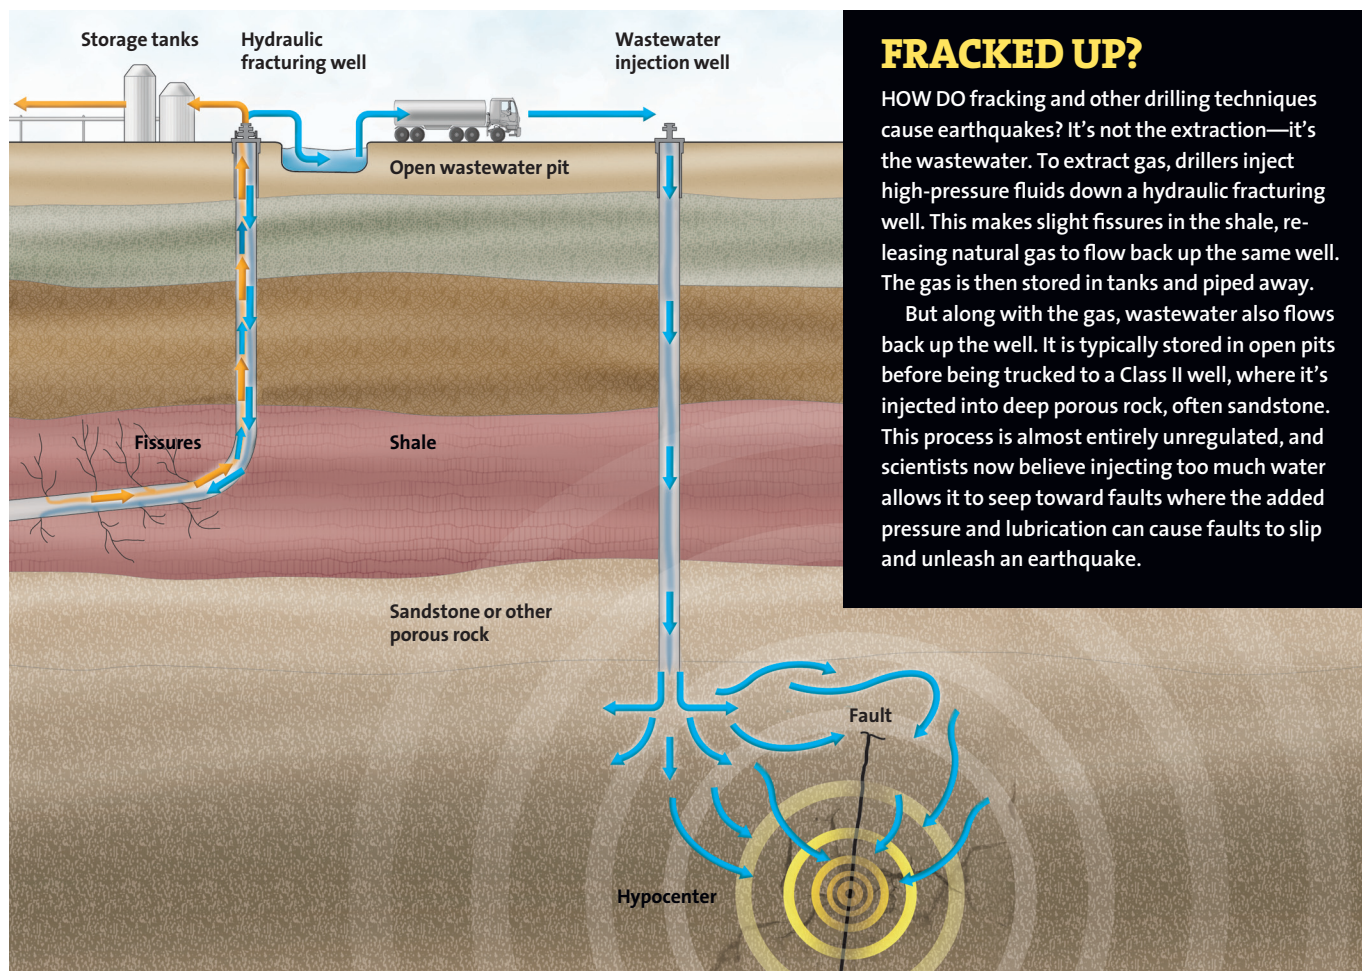 Storage tanks
Hydraulic
fracturing well
Wastewater
injection well
Open wastewater pit
Fissures
Shale
Sandstone or other
porous rock
Fault
Hypocenter
FRACKED UP?
HOW DO fracking and other drilling techniques
cause earthquakes? It’s not the extraction—it’s
the wastewater. To extract gas, drillers inject
high-pressure fluids down a hydraulic fracturing
well. This makes slight fissures in the shale, re-
leasing natural gas to flow back up the same well.
The gas is then stored in tanks and piped away.
But along with the gas, wastewater also flows
back up the well. It is typically stored in open pits
before being trucked to a Class II well, where it’s
injected into deep porous rock, often sandstone.
This process is almost entirely unregulated, and
scientists now believe injecting too much water
allows it to seep toward faults where the added
pressure and lubrication can cause faults to slip
and unleash an earthquake.